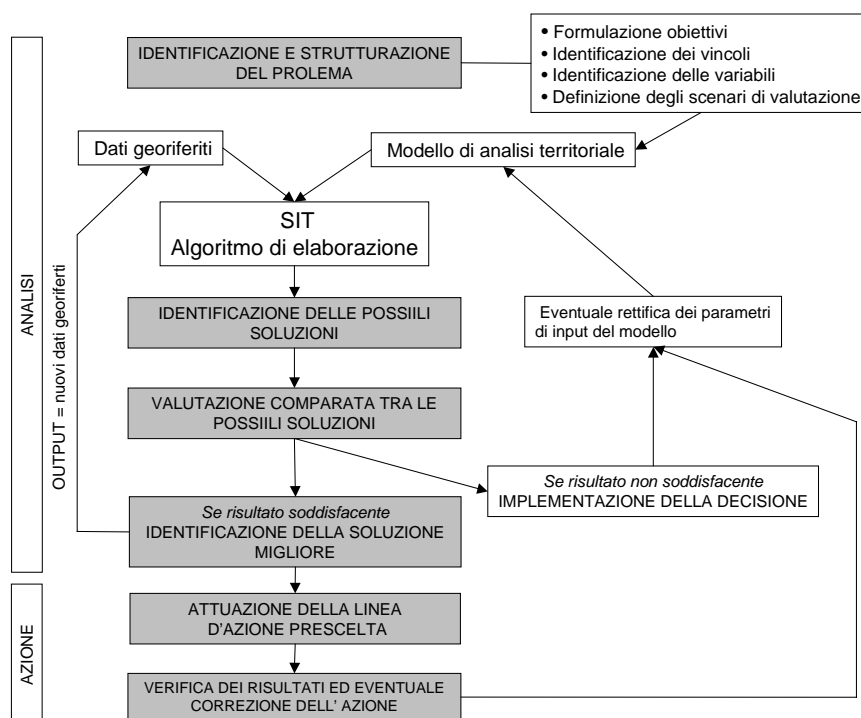 IDENTIFICAZIONE E STRUTTURAZIONE
DEL PROLEMA
• Formulazione obiettivi
• Identificazione dei vincoli
• Identificazione delle variabili
• Definizione degli scenari di valutazione
Dati georiferiti
Modello di analisi territoriale
SIT
Algoritmo di elaborazione
IDENTIFICAZIONE DELLE POSSIILI
SOLUZIONI
Eventuale rettifica dei parametri
di input del modello
VALUTAZIONE COMPARATA TRA LE
POSSIILI SOLUZIONI
Se risultato non soddisfacente
IMPLEMENTAZIONE DELLA DECISIONE
Se risultato soddisfacente
IDENTIFICAZIONE DELLA SOLUZIONE
MIGLIORE
ATTUAZIONE DELLA LINEA
D'AZIONE PRESCELTA
VERIFICA DEI RISULTATI ED EVENTUALE
CORREZIONE DELL' AZIONE
ANALISI
OUTPUT = nuovi dati georiferti
AZIONE